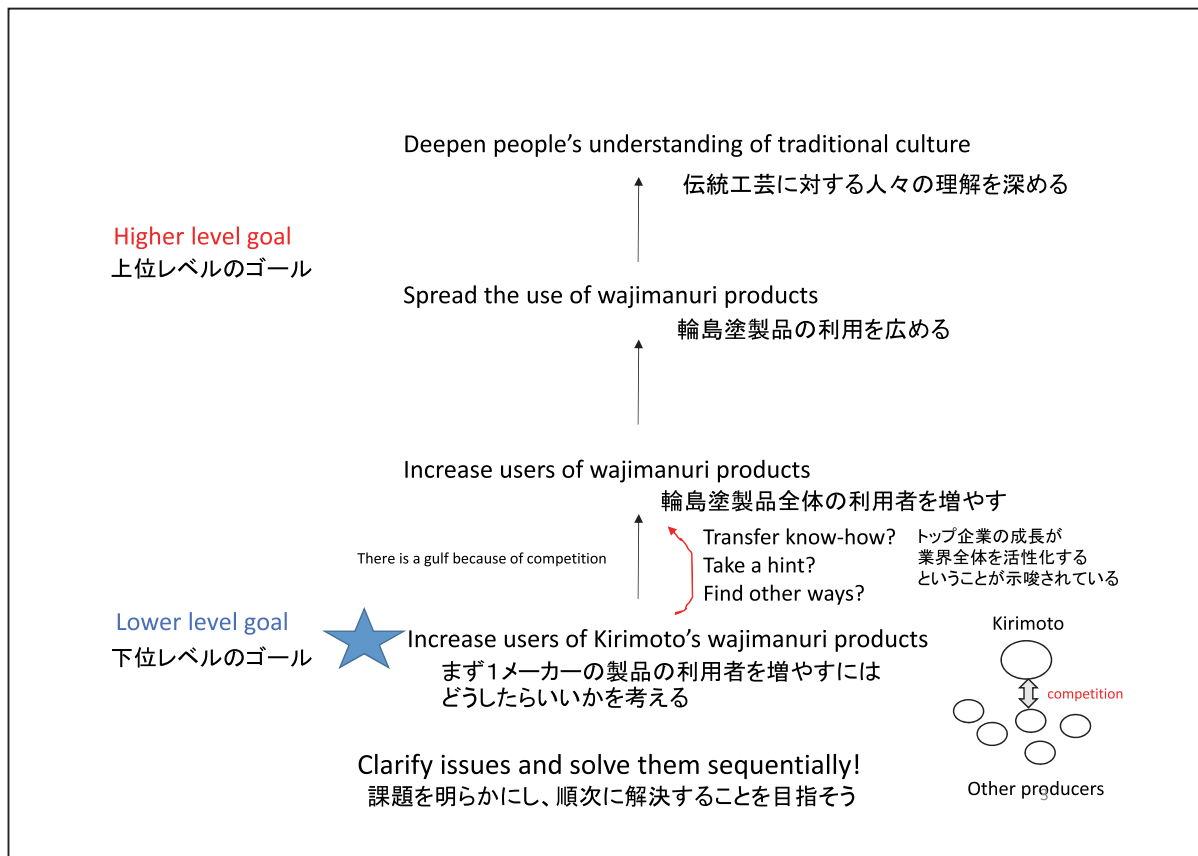 Deepen people's understanding of traditional culture
伝統工芸に対する人々の理解を深める
Higher level goal
上位レベルのゴール
Spread the use of wajimanuri products
輪島塗製品の利用を広める
Increase users of wajimanuri products
輪島塗製品全体の利用者を増やす
There is a gulf because of competition
Transfer know-how?
Take a hint?
Find other ways?
トップ企業の成長が
業界全体を活性化する
ということが示唆されている
Lower level goal
下位レベルのゴール
Increase users of Kirimoto's wajimanuri products
まず１メーカーの製品の利用者を増やすには
どうしたらいいかを考える
Kirimoto
competition
Other producers
3
Clarify issues and solve them sequentially!
課題を明らかにし、順次に解決することを目指そう